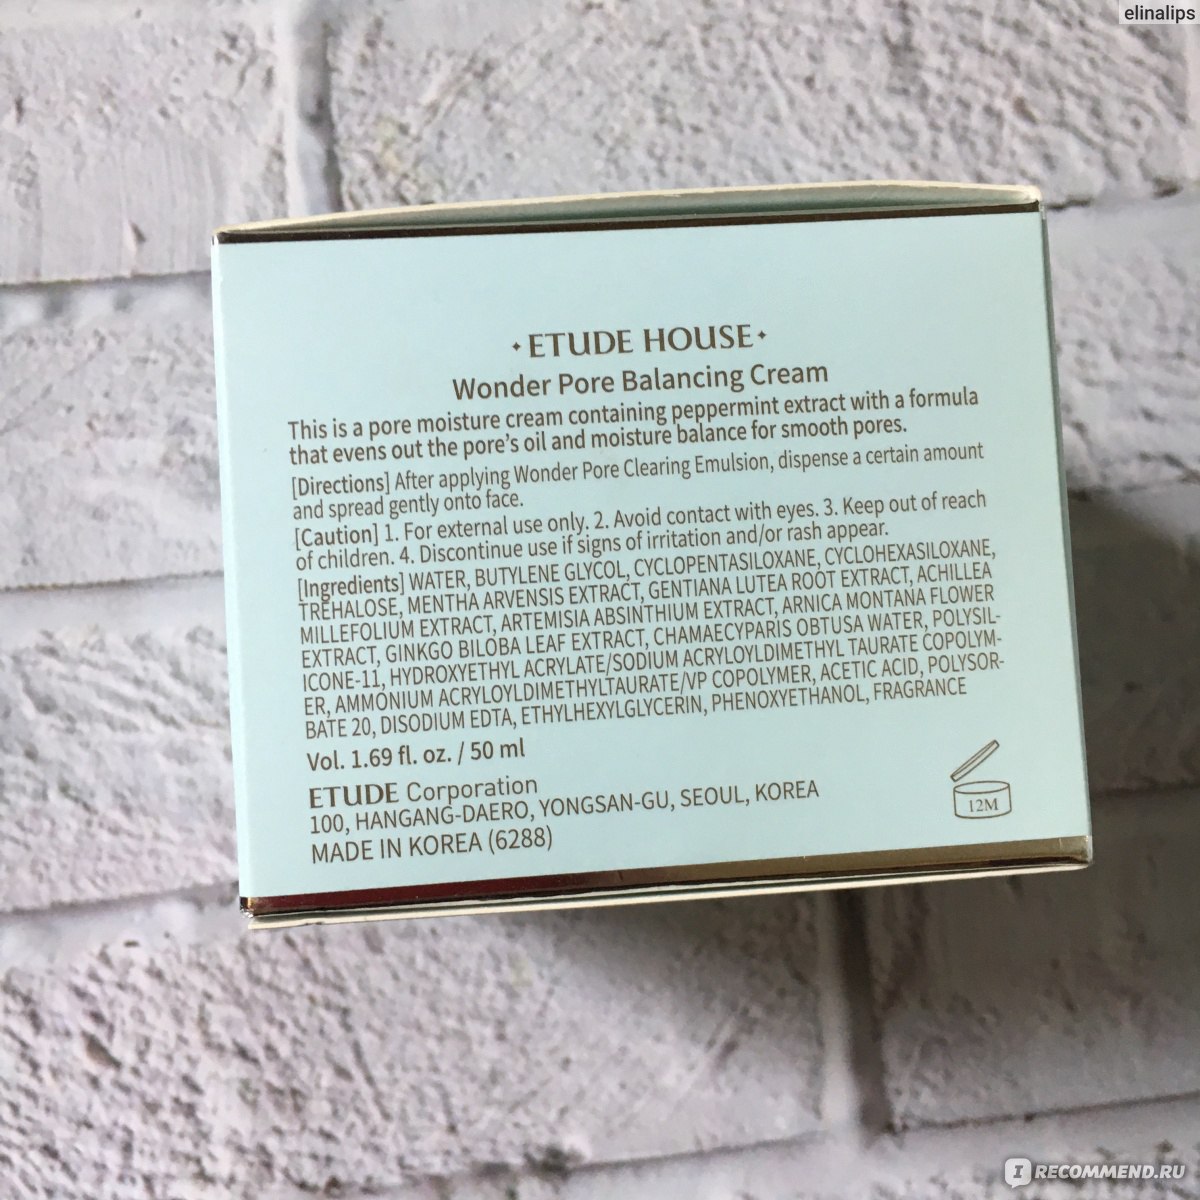 elinalips
ETUDE HOUSE
Wonder Pore Balancing Cream
This is a pore moisture cream containing peppermint extract with a formula
that evens out the pore's oil and moisture balance for smooth pores.
[Directions] After applying Wonder Pore Clearing Emulsion, dispense a certain amount
and spread gently onto face.
[Caution] 1. For external use only. 2. Avoid contact with eyes. 3. Keep out of reach
of children. 4. Discontinue use if signs of irritation and/or rash appear.
[Ingredients] WATER, BUTYLENE GLYCOL, CYCLOPENTASILOXANE, CYCLOHEXASILOXANE,
TREHALOSE, MENTHA ARVENSIS EXTRACT, GENTIANA LUTEA ROOT EXTRACT, ACHILLEA
MILLEFOLIUM EXTRACT, ARTEMISIA ABSINTHIUM EXTRACT, ARNICA MONTANA FLOWER
EXTRACT, GINKGO BILOBA LEAF EXTRACT, CHAMAECYPARIS OBTUSA WATER, POLYSIL-
ICONE-11, HYDROXYETHYL ACRYLATE/SODIUM ACRYLOYLDIMETHYL TAURATE COPOLYM-
ER, AMMONIUM ACRYLOYLDIMETHYLTAURATE/VP COPOLYMER, ACETIC ACID, POLYSOR-
BATE 20, DISODIUM EDTA, ETHYLHEXYLGLYCERIN, PHENOXYETHANOL, FRAGRANCE
Vol. 1.69 fl. oz. / 50 ml
ETUDE Corporation
100, HANGANG-DAERO, YONGSAN-GU, SEOUL, KOREA
MADE IN KOREA (6288)
12M
I RECOMMEND.RU